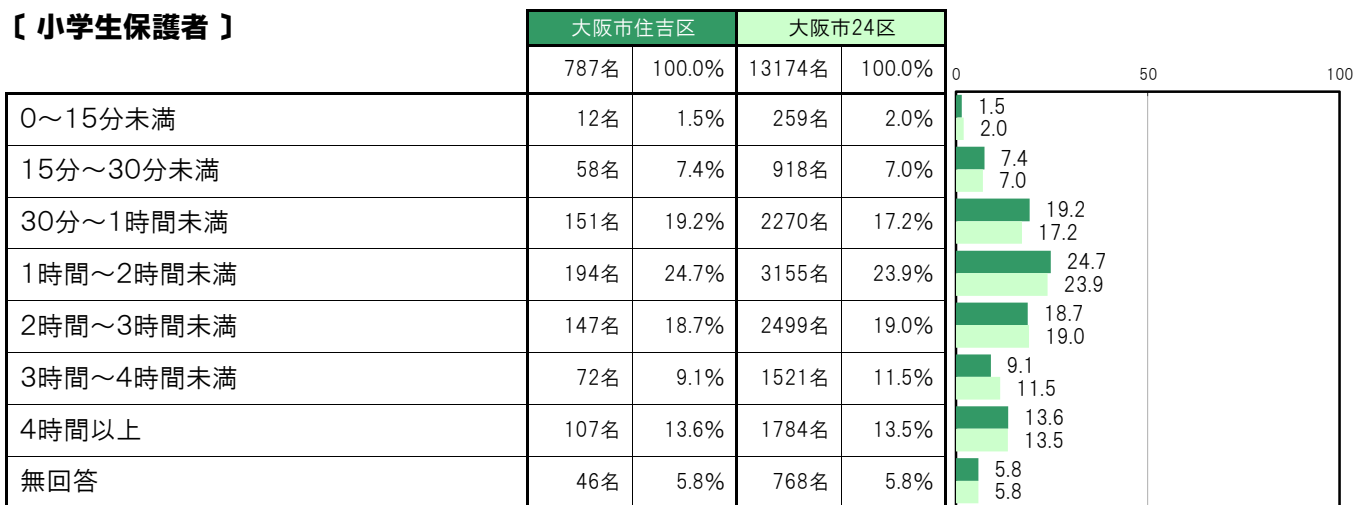 〔 小学生保護者 〕
大阪市住吉区 大阪市24区
787名 100.0% 13174名 100.0%
0 50 100
0～15分未満 12名 1.5% 259名 2.0%
1.5
2.0
15分～30分未満 58名 7.4% 918名 7.0%
7.4
7.0
30分～1時間未満 151名 19.2% 2270名 17.2%
19.2
17.2
1時間～2時間未満 194名 24.7% 3155名 23.9%
24.7
23.9
2時間～3時間未満 147名 18.7% 2499名 19.0%
18.7
19.0
3時間～4時間未満 72名 9.1% 1521名 11.5%
9.1
11.5
4時間以上 107名 13.6% 1784名 13.5%
13.6
13.5
無回答 46名 5.8% 768名 5.8%
5.8
5.8